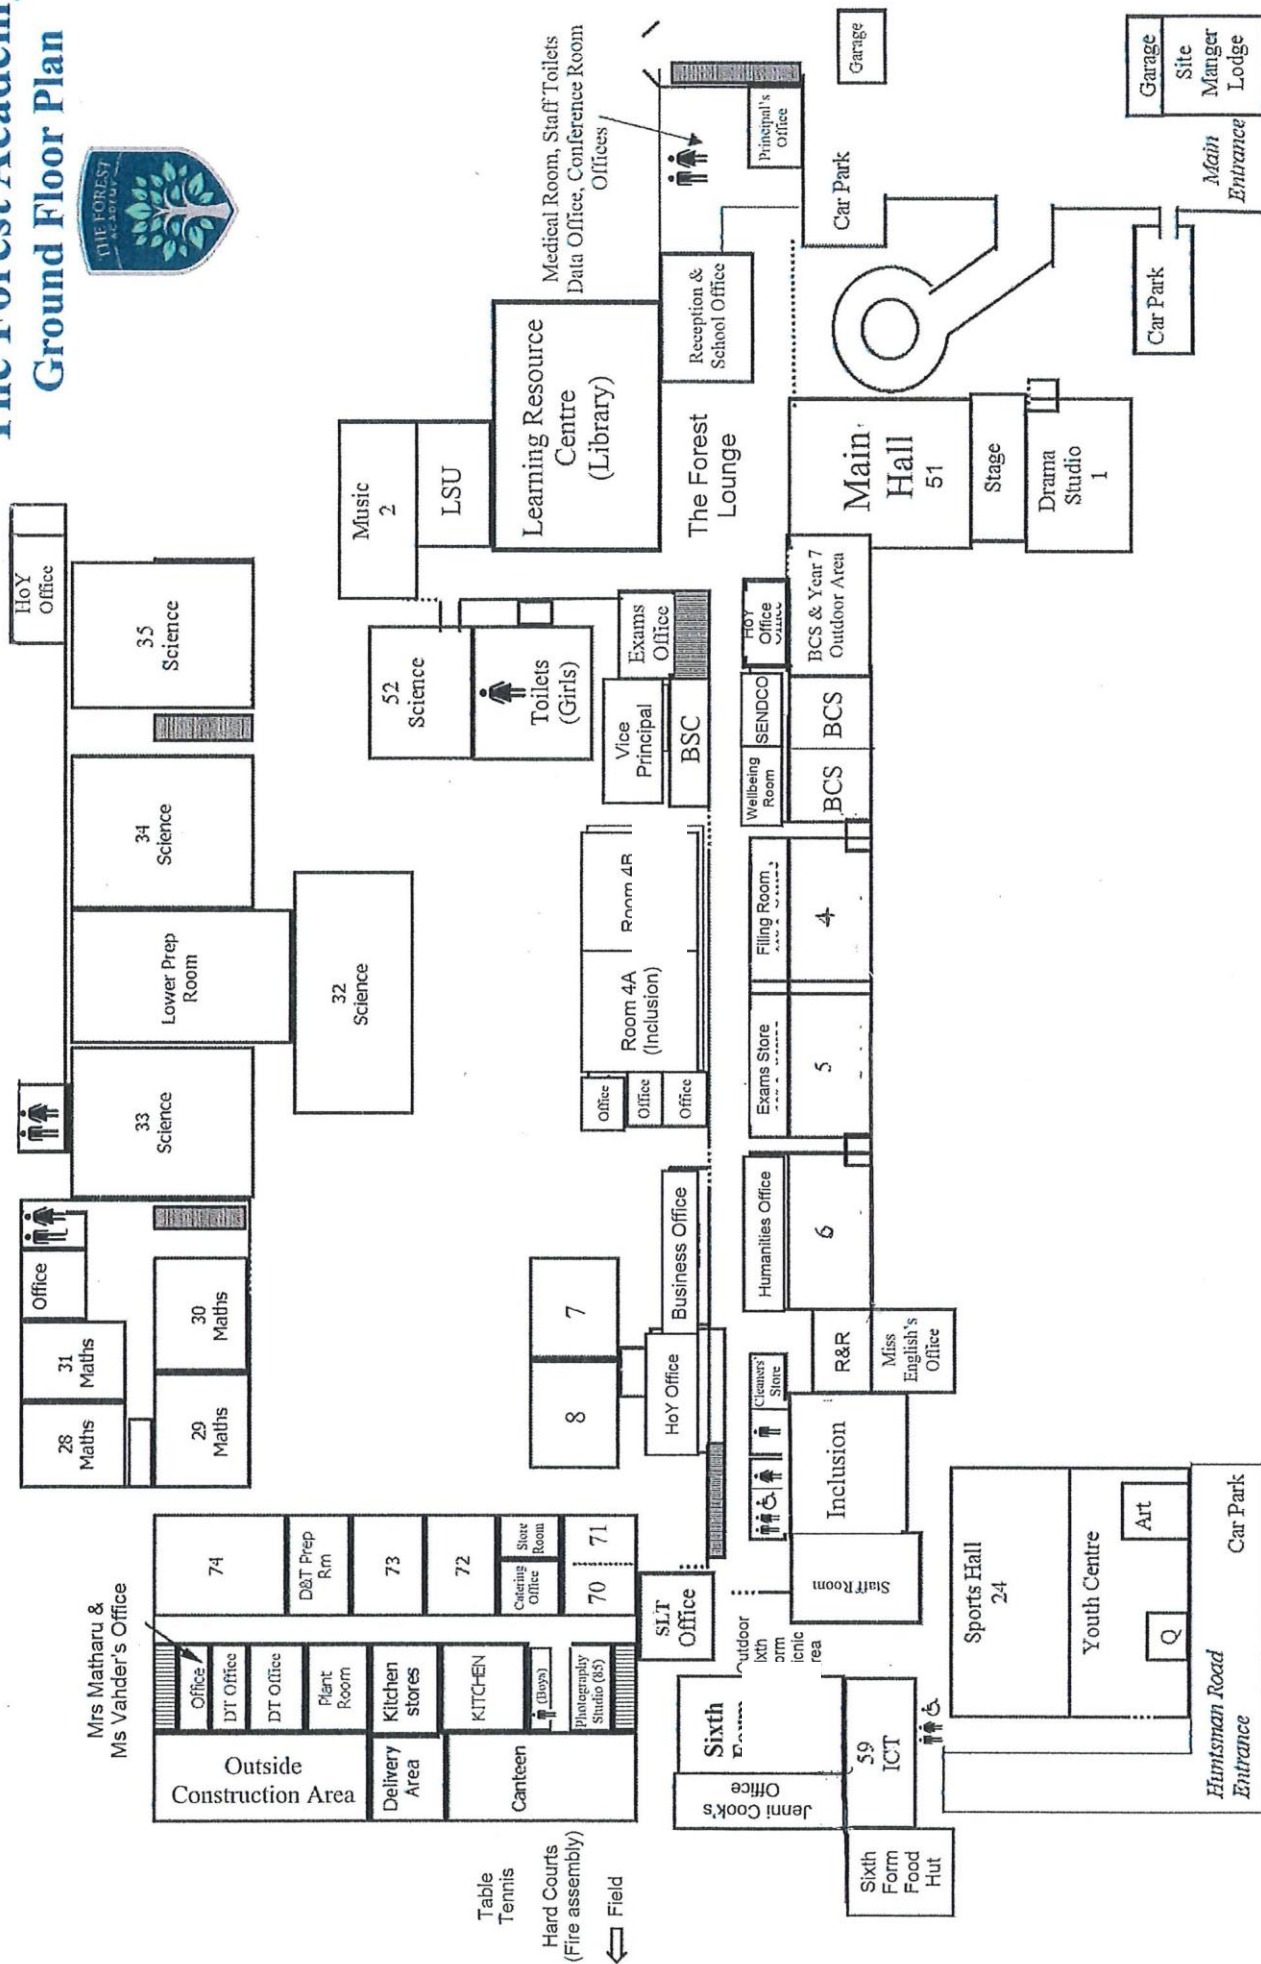 The Forest Academy
Ground Floor Plan
THE FOREST
ACADEMY
HoY
Office
35
Science
34
Science
Lower Prep
Room
33
Science
32
Science
Office
31
Maths
30
Maths
28
Maths
29
Maths
Music
2
LSU
52
Science
Toilets
(Girls)
Learning Resource
Centre
(Library)
Medical Room, Staff Toilets
Data Office, Conference Room
Offices
Principal's
Office
Reception &
School Office
The Forest
Lounge
Exams
Office
Vice
Principal
BSC
Room 4B
Room 4A
(Inclusion)
Office
Office
Office
7
8
Business Office
HoY Office
Mrs Matharu &
Ms Vahder's Office
74
D&T Prep
Rm
73
72
Store
Room
Catering
Office
71
70
Office
DT Office
DT Office
Plant
Room
Kitchen
stores
KITCHEN
(Boys)
Photography
Studio (85)
Outside
Construction Area
Delivery
Area
Canteen
Table
Tennis
Hard Courts
(Fire assembly)
Field
SLT
Office
HoY
Office
SENDCO
Wellbeing
Room
BCS & Year 7
Outdoor Area
BCS
BCS
Filing Room
4
Exams Store
5
Humanities Office
6
Cleaners'
Store
R&R
Miss
English's
Office
Inclusion
Staff Room
Sixth
Jenni Cook's
Office
59
ICT
Sixth
Form
Food
Hut
Sports Hall
24
Youth Centre
Art
Q
Huntsman Road
Entrance
Car Park
Main
Hall
51
Stage
Drama
Studio
1
Car Park
Garage
Car Park
Garage
Site
Manger
Lodge
Main
Entrance